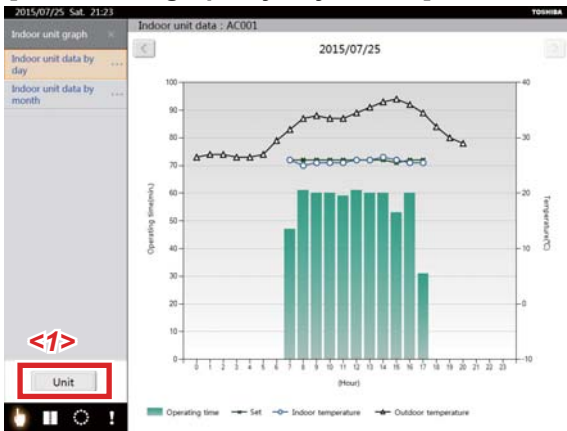 2015/07/25 Sat. 21:23
TOSHIBA
Indoor unit graph
Indoor unit data : AC001
Indoor unit data by
day
Indoor unit data by
month
2015/07/25
100
90
80
70
60
50
40
30
20
10
0
Operating time(min.)
40
30
20
10
0
-10
Temperature(°C)
0 1 2 3 4 5 6 7 8 9 10 11 12 13 14 15 16 17 18 19 20 21 22 23
(Hour)
Operating time Set Indoor temperature Outdoor temperature
<1>
Unit